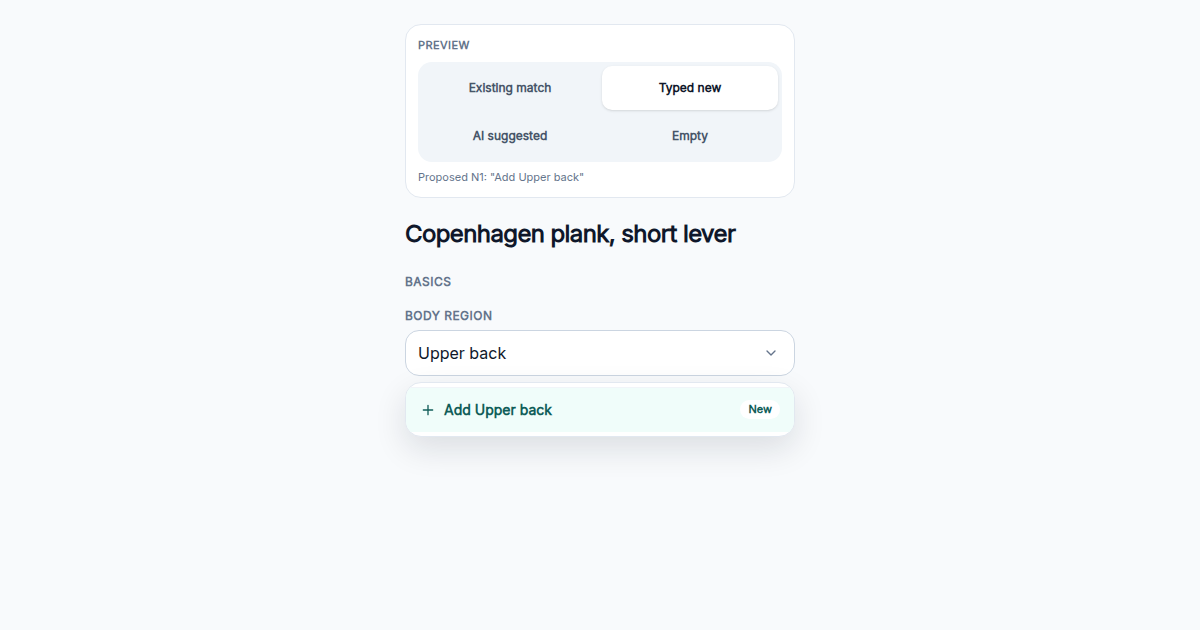 PREVIEW
Existing match
Typed new
AI suggested
Empty
Proposed N1: "Add Upper back"
Copenhagen plank, short lever
BASICS
BODY REGION
Upper back
+ Add Upper back
New